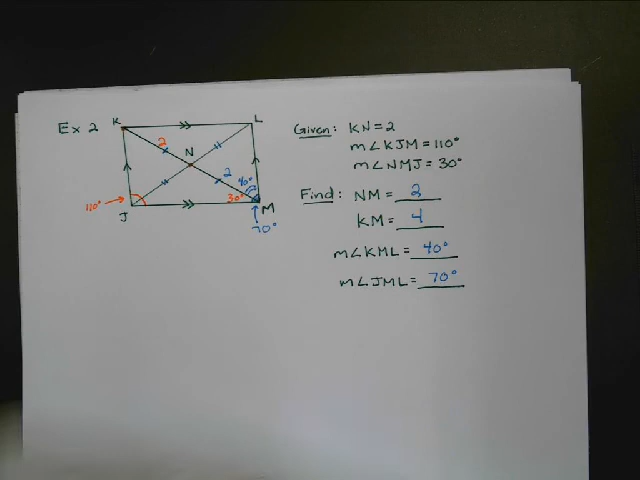 Ex 2
K
L
2
N
2
40°
30°
110°
J
M
70°
Given: KN = 2
m∠KJM = 110°
m∠NMJ = 30°
Find: NM = 2
KM = 4
m∠KML = 40°
m∠JML = 70°